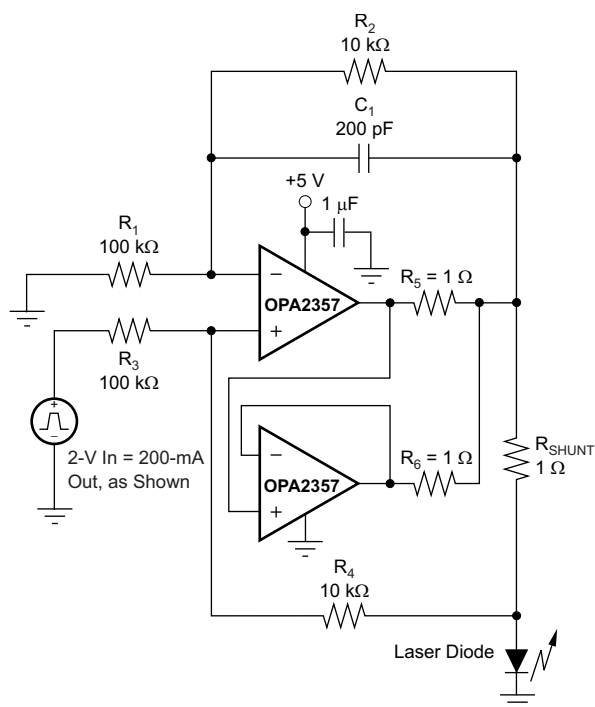 R2
10 kΩ
C1
200 pF
+5 V
1 μF
R1
100 kΩ
−
OPA2357
+
R5 = 1 Ω
R3
100 kΩ
+
−
2-V In = 200-mA
Out, as Shown
−
OPA2357
+
R6 = 1 Ω
RSHUNT
1 Ω
R4
10 kΩ
Laser Diode